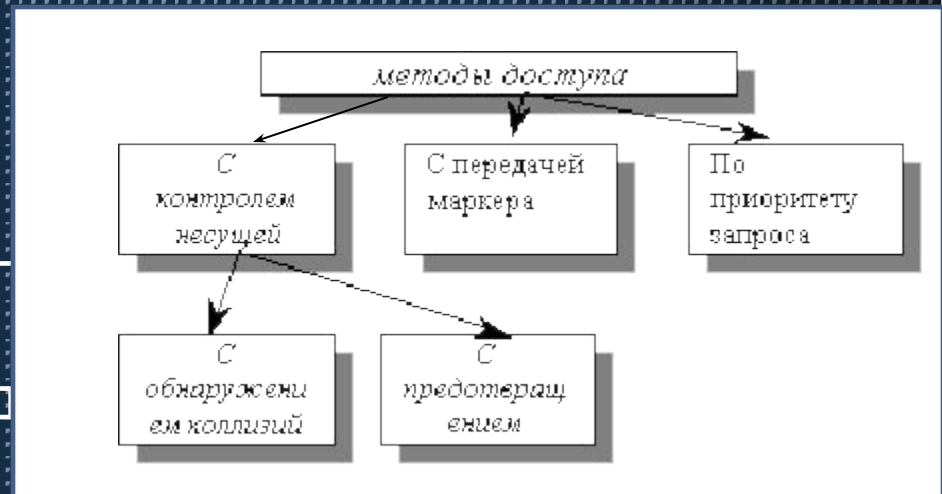 методы доступа
С
контролем
несущей
С передачей
маркера
По
приоритету
запроса
С
обнаружени
ем коллизий
С
предотвращ
ением